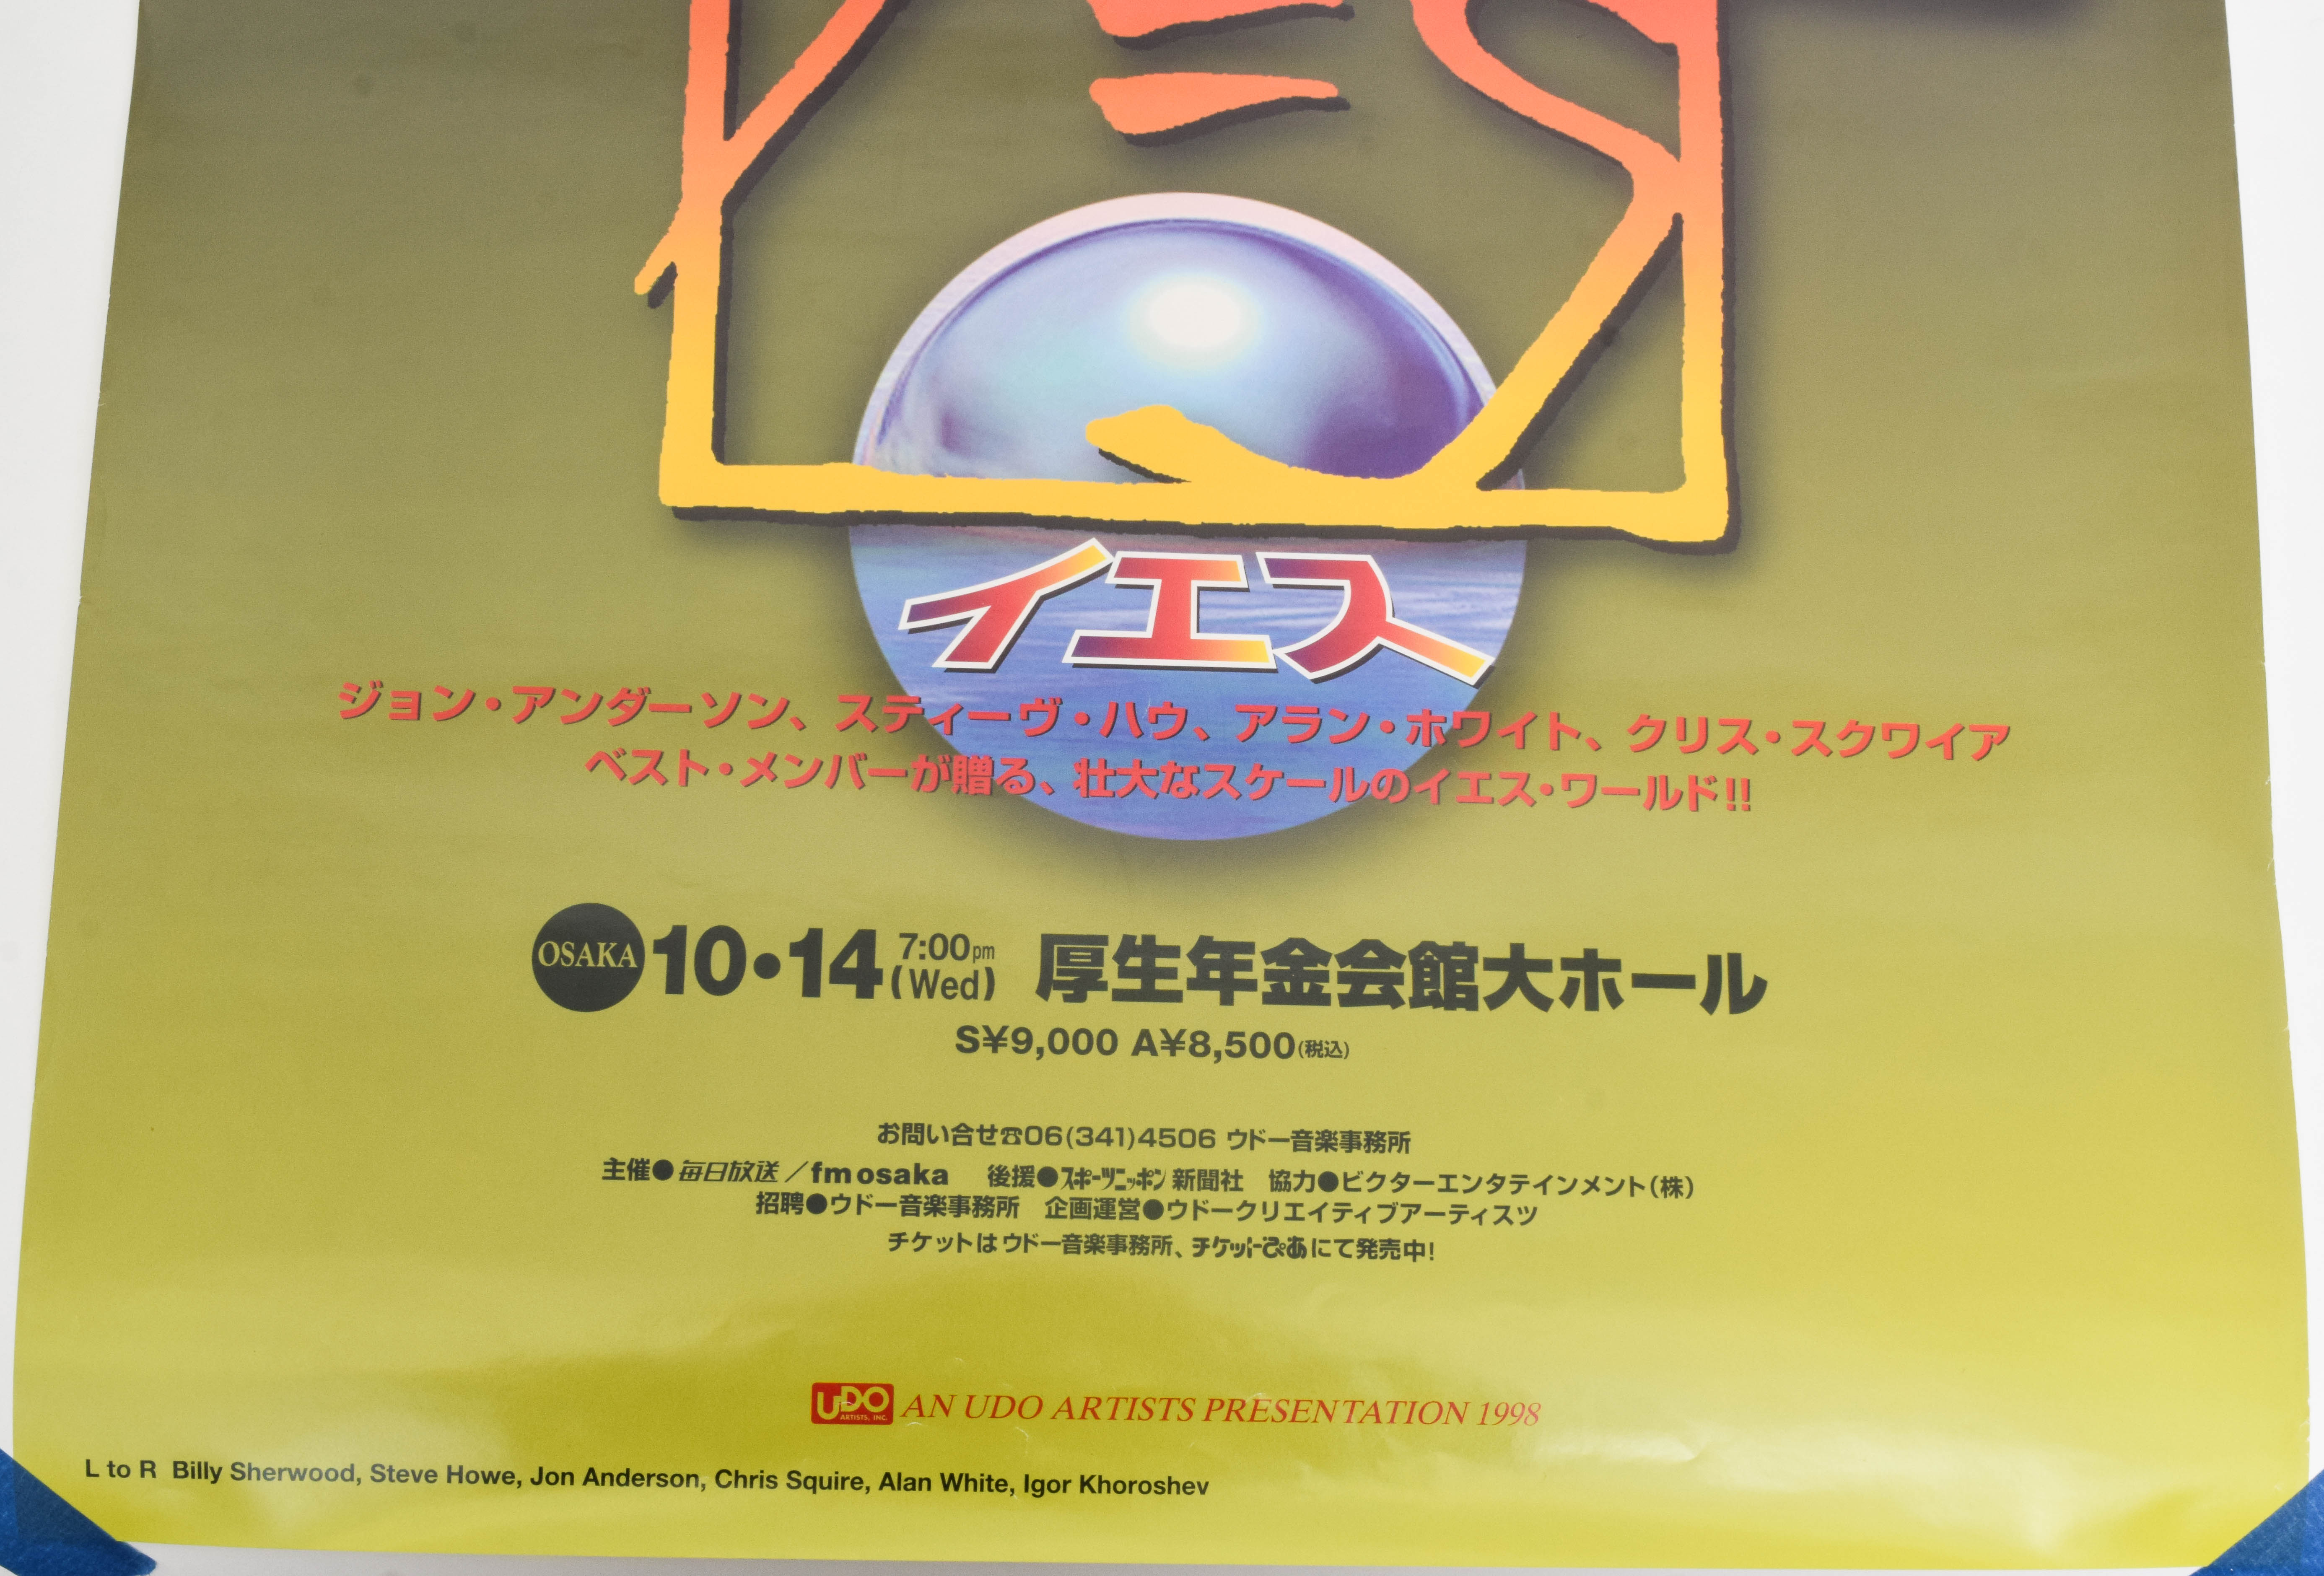 イエス
ジョン・アンダーソン、スティーヴ・ハウ、アラン・ホワイト、クリス・スクワイア
ベスト・メンバーが贈る、壮大なスケールのイエス・ワールド!!
OSAKA 10・14 7:00pm (Wed) 厚生年金会館大ホール
S¥9,000 A¥8,500(税込)
お問い合せ☎06(341)4506 ウドー音楽事務所
主催●毎日放送／fm osaka 後援●スポーツニッポン新聞社 協力●ビクターエンタテインメント(株)
招聘●ウドー音楽事務所 企画運営●ウドークリエイティブアーティスツ
チケットはウドー音楽事務所、チケットぴあにて発売中!
UDO ARTISTS, INC. AN UDO ARTISTS PRESENTATION 1998
L to R Billy Sherwood, Steve Howe, Jon Anderson, Chris Squire, Alan White, Igor Khoroshev